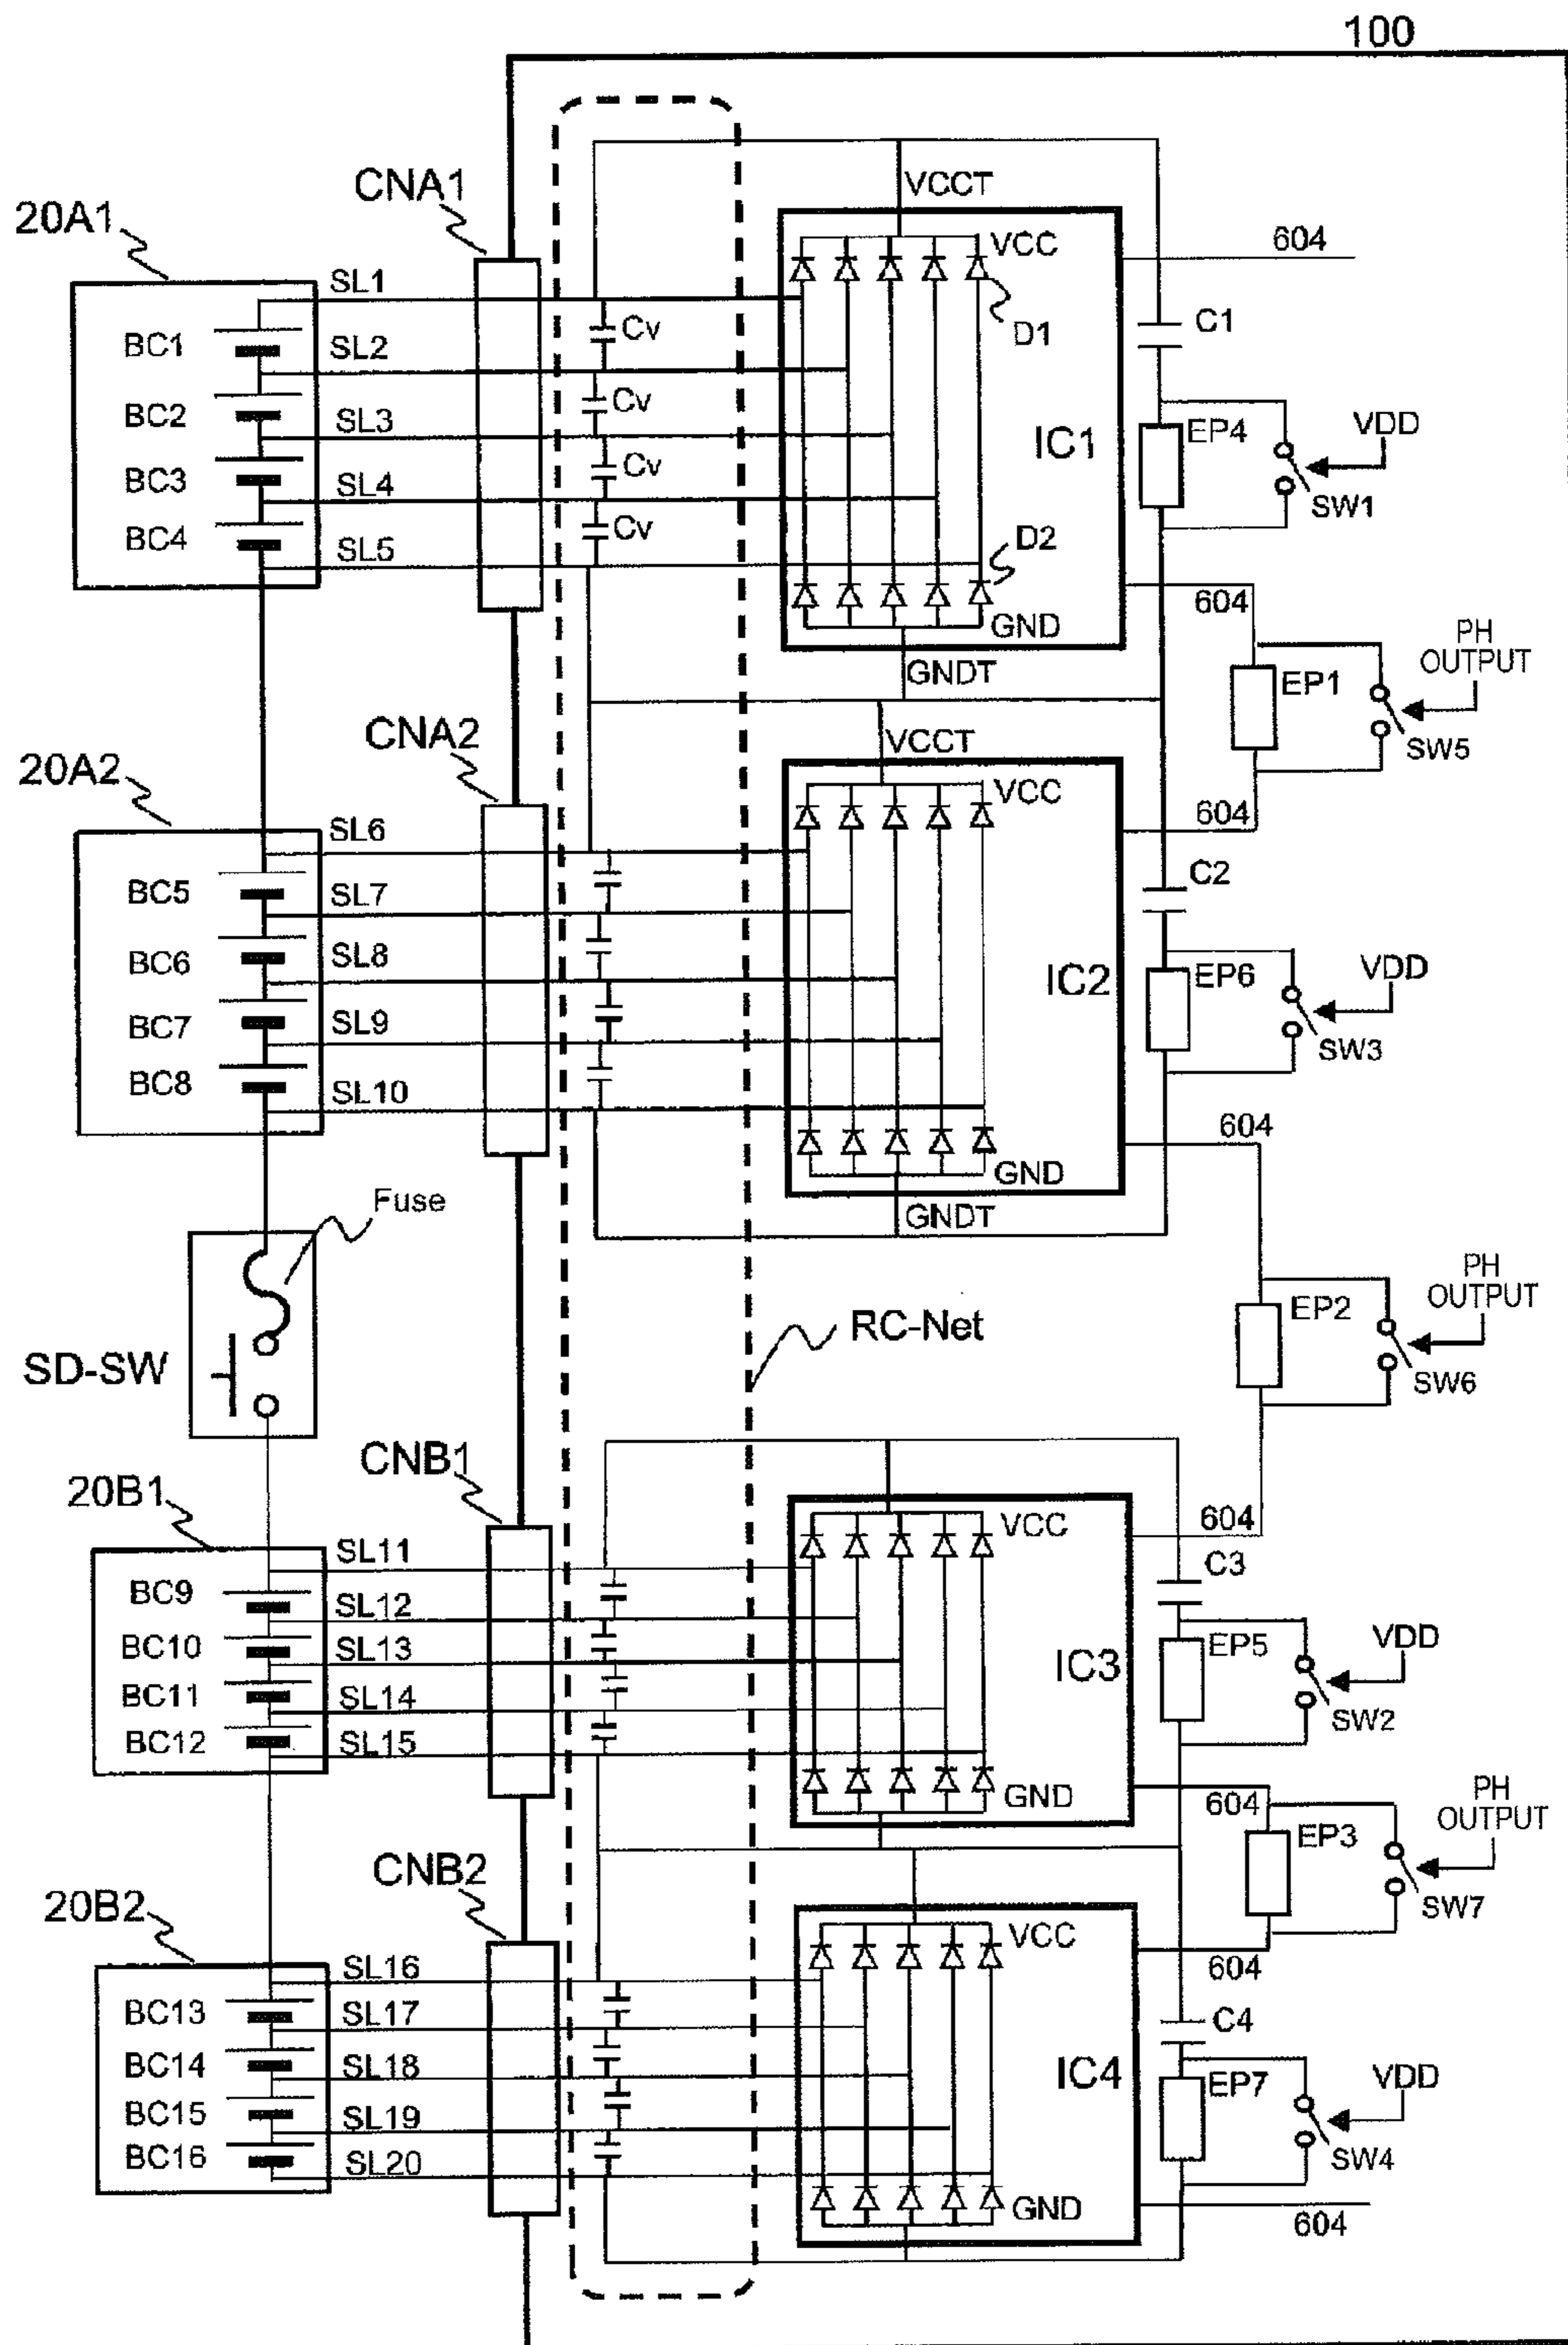 100
CNA1
VCCT
20A1
604
VCC
SL1
C1
Cv
D1
BC1
SL2
Cv
BC2
SL3
EP4
VDD
IC1
Cv
BC3
SL4
SW1
Cv
BC4
D2
SL5
604
GND
PH
OUTPUT
GNDT
EP1
CNA2
VCCT
SW5
20A2
VCC
604
SL6
C2
BC5
SL7
SL8
BC6
IC2
EP6
VDD
BC7
SL9
SW3
BC8
SL10
604
GND
Fuse
GNDT
PH
OUTPUT
EP2
RC-Net
SD-SW
SW6
CNB1
20B1
VCC
604
SL11
C3
BC9
SL12
EP5
VDD
BC10
SL13
IC3
BC11
SL14
SW2
BC12
SL15
GND
604
PH
OUTPUT
EP3
CNB2
20B2
SW7
VCC
604
SL16
BC13
SL17
C4
BC14
SL18
IC4
EP7
VDD
BC15
SL19
BC16
SL20
SW4
GND
604